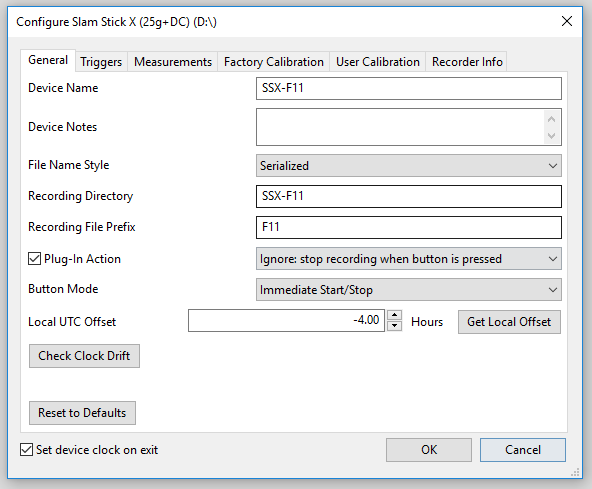 Configure Slam Stick X (25g+DC) (D:\)
General Triggers Measurements Factory Calibration User Calibration Recorder Info
Device Name SSX-F11
Device Notes
File Name Style Serialized
Recording Directory SSX-F11
Recording File Prefix F11
Plug-In Action Ignore: stop recording when button is pressed
Button Mode Immediate Start/Stop
Local UTC Offset -4.00 Hours Get Local Offset
Check Clock Drift
Reset to Defaults
Set device clock on exit OK Cancel